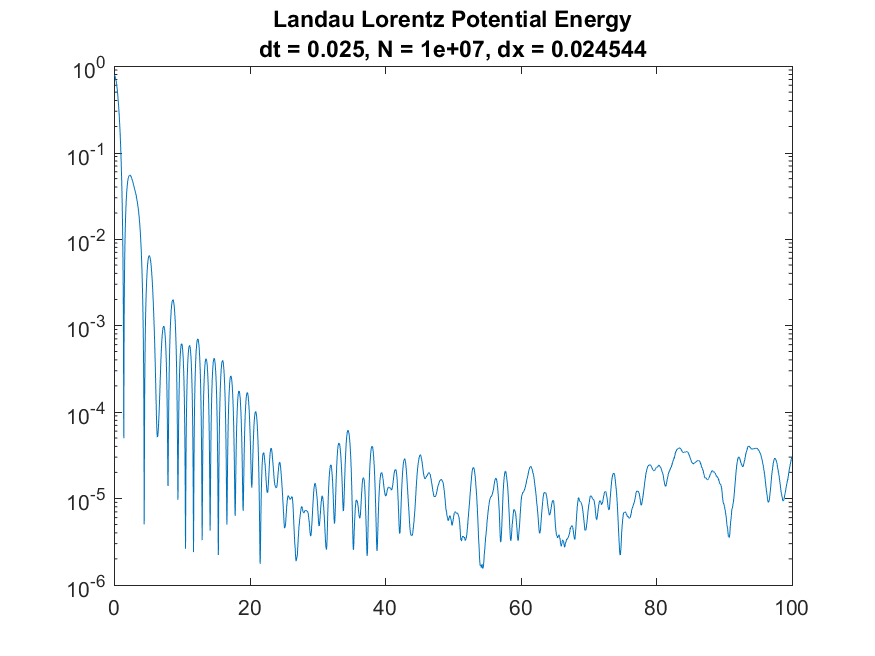 Landau Lorentz Potential Energy
dt = 0.025, N = 1e+07, dx = 0.024544
10^0
10^-1
10^-2
10^-3
10^-4
10^-5
10^-6
0 20 40 60 80 100